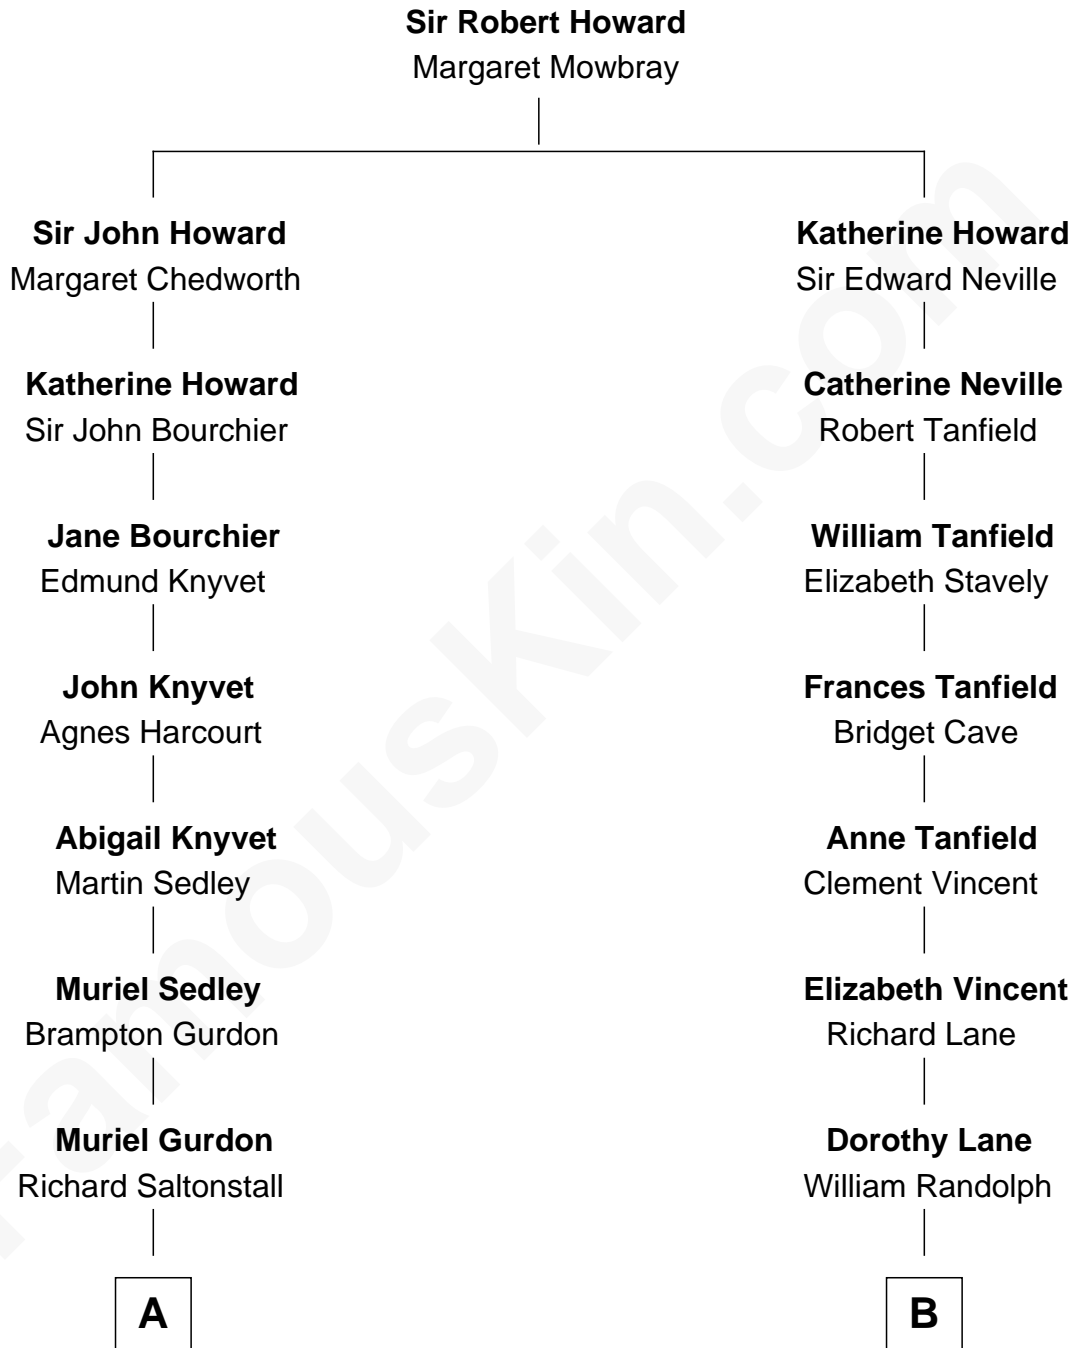 Sir Robert Howard
Margaret Mowbray
Sir John Howard
Margaret Chedworth
Katherine Howard
Sir Edward Neville
Katherine Howard
Sir John Bourchier
Catherine Neville
Robert Tanfield
Jane Bourchier
Edmund Knyvet
William Tanfield
Elizabeth Stavely
John Knyvet
Agnes Harcourt
Frances Tanfield
Bridget Cave
Abigail Knyvet
Martin Sedley
Anne Tanfield
Clement Vincent
Muriel Sedley
Brampton Gurdon
Elizabeth Vincent
Richard Lane
Muriel Gurdon
Richard Saltonstall
Dorothy Lane
William Randolph
A
B
FamousKin.com